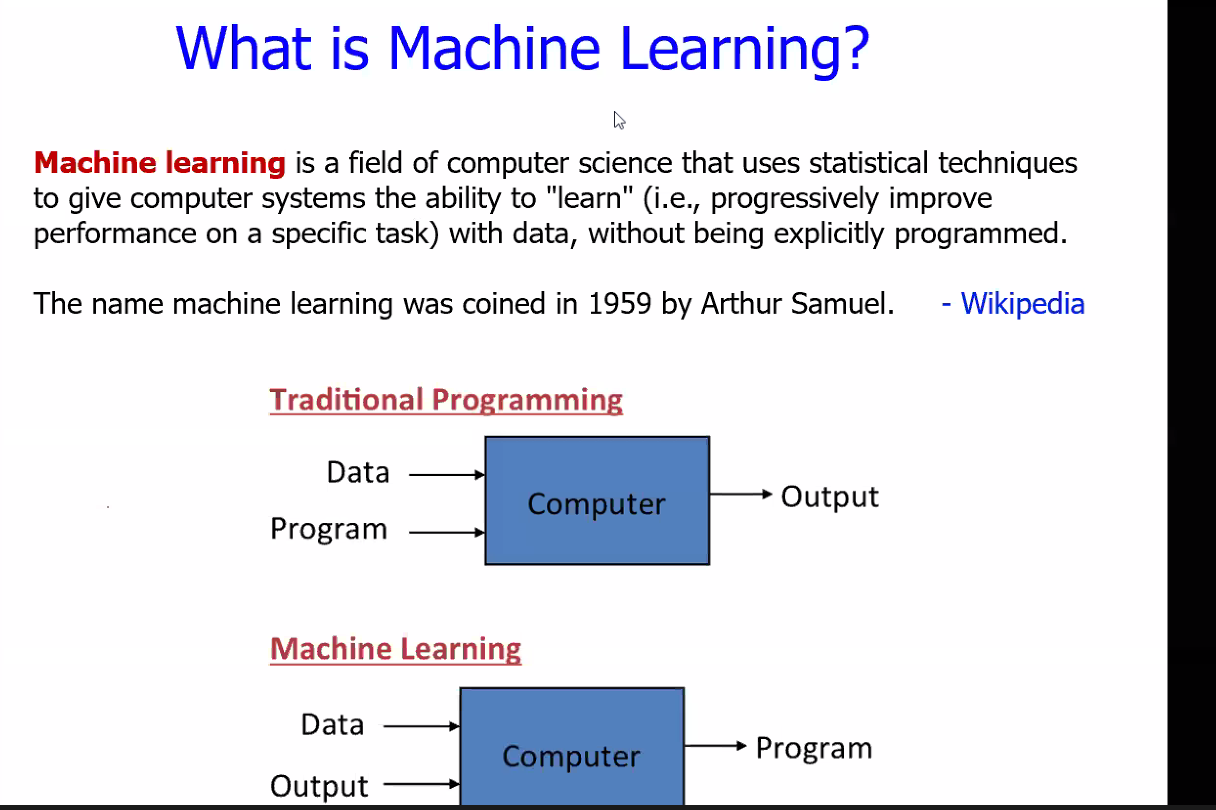 What is Machine Learning?
Machine learning is a field of computer science that uses statistical techniques
to give computer systems the ability to "learn" (i.e., progressively improve
performance on a specific task) with data, without being explicitly programmed.
The name machine learning was coined in 1959 by Arthur Samuel. - Wikipedia
Traditional Programming
Data
Computer
Output
Program
Machine Learning
Data
Computer
Program
Output